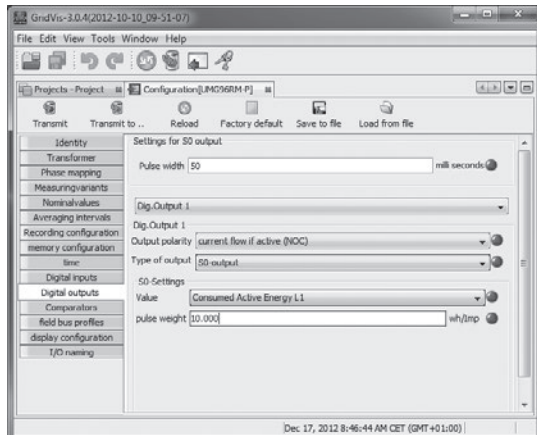 GridVis-3.0.4(2012-10-10_09-51-07)
File Edit View Tools Window Help
Projects -Project
Configuration[UMG96RM-P]
Transmit
Transmit to ..
Reload
Factory default
Save to file
Load from file
Identity
Transformer
Phase mapping
Measuringvariants
Nominalvalues
Averaging intervals
Recording configuration
memory configuration
time
Digital inputs
Digital outputs
Comparators
field bus profiles
display configuration
I/O naming
Settings for S0 output
Pulse width 50 milli seconds
Dig.Output 1
Dig.Output 1
Output polarity current flow if active (NOC)
Type of output S0-output
S0-Settings
Value Consumed Active Energy L1
pulse weight 10.000 wh/Imp
Dec 17, 2012 8:46:44 AM CET (GMT+01:00)